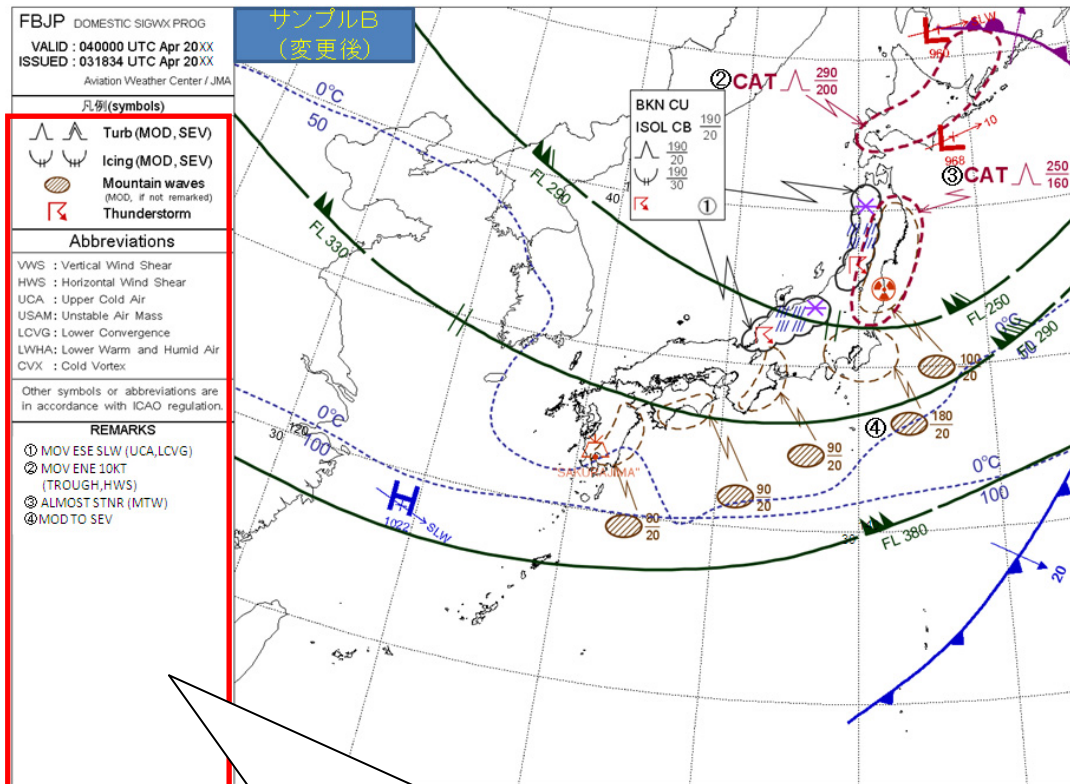 FBJP DOMESTIC SIGWX PROG
VALID : 040000 UTC Apr 20XX
ISSUED : 031834 UTC Apr 20XX
Aviation Weather Center / JMA
凡例(symbols)
Turb (MOD, SEV)
Icing (MOD, SEV)
Mountain waves
(MOD, if not remarked)
Thunderstorm
Abbreviations
VWS : Vertical Wind Shear
HWS : Horizontal Wind Shear
UCA : Upper Cold Air
USAM: Unstable Air Mass
LCVG : Lower Convergence
LWHA: Lower Warm and Humid Air
CVX : Cold Vortex
Other symbols or abbreviations are
in accordance with ICAO regulation.
REMARKS
① MOV ESE SLW (UCA,LCVG)
② MOV ENE 10KT
(TROUGH,HWS)
③ ALMOST STNR (MTW)
④ MOD TO SEV
サンプルB
(変更後)
0℃
50
FL 290
FL 330
40
BKN CU
ISOL CB
190
20
190
20
190
30
①
② CAT 290
200
L
SLW
L
10
968
③ CAT 250
160
FL 250
0℃
50
FL 290
100
20
④
180
20
90
20
90
20
80
20
0℃
100
30
120
H
1022
SLW
0℃
100
FL 380
30
20